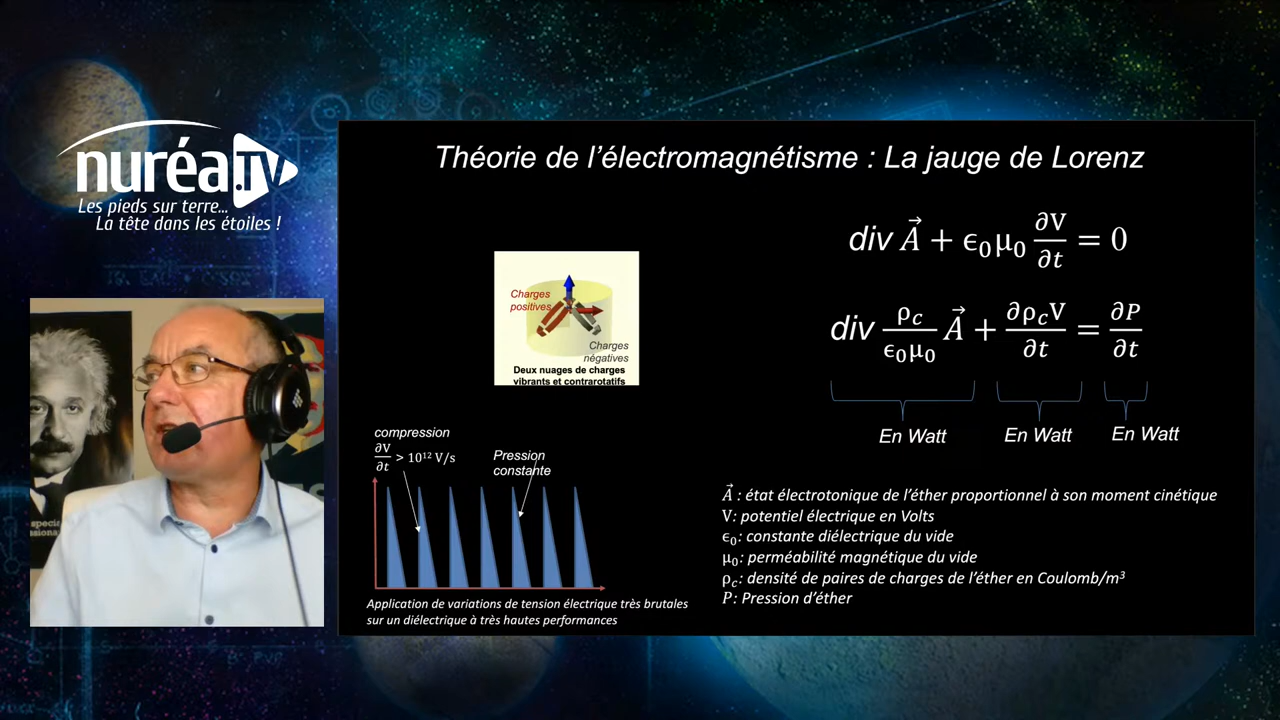 nuréa.TV
Les pieds sur terre...
La tête dans les étoiles !
Théorie de l'électromagnétisme : La jauge de Lorenz
div A⃗ + ϵ₀ μ₀ ∂V/∂t = 0
div ρc/ϵ₀μ₀ A⃗ + ∂ρcV/∂t = ∂P/∂t
En Watt En Watt En Watt
Charges
positives
Charges
négatives
Deux nuages de charges
vibrants et contrarotatifs
compression
∂V/∂t > 10¹² V/s
Pression
constante
Application de variations de tension électrique très brutales
sur un diélectrique à très hautes performances
A⃗ : état électrotonique de l'éther proportionnel à son moment cinétique
V: potentiel électrique en Volts
ϵ₀: constante diélectrique du vide
μ₀: perméabilité magnétique du vide
ρc: densité de paires de charges de l'éther en Coulomb/m³
P: Pression d'éther